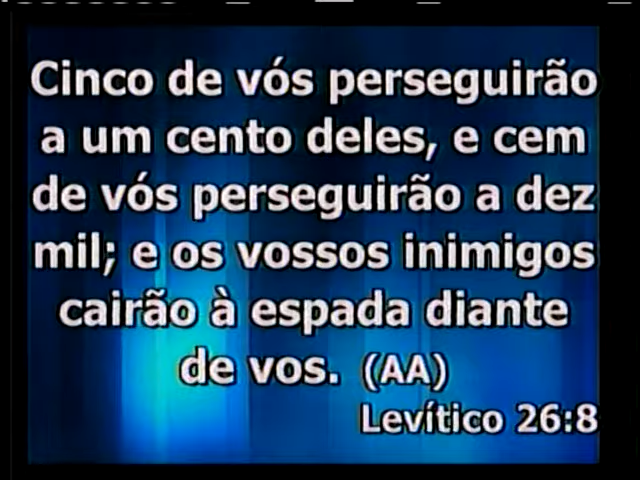 Cinco de vós perseguirão
a um cento deles, e cem
de vós perseguirão a dez
mil; e os vossos inimigos
cairão à espada diante
de vos. (AA)
Levítico 26:8